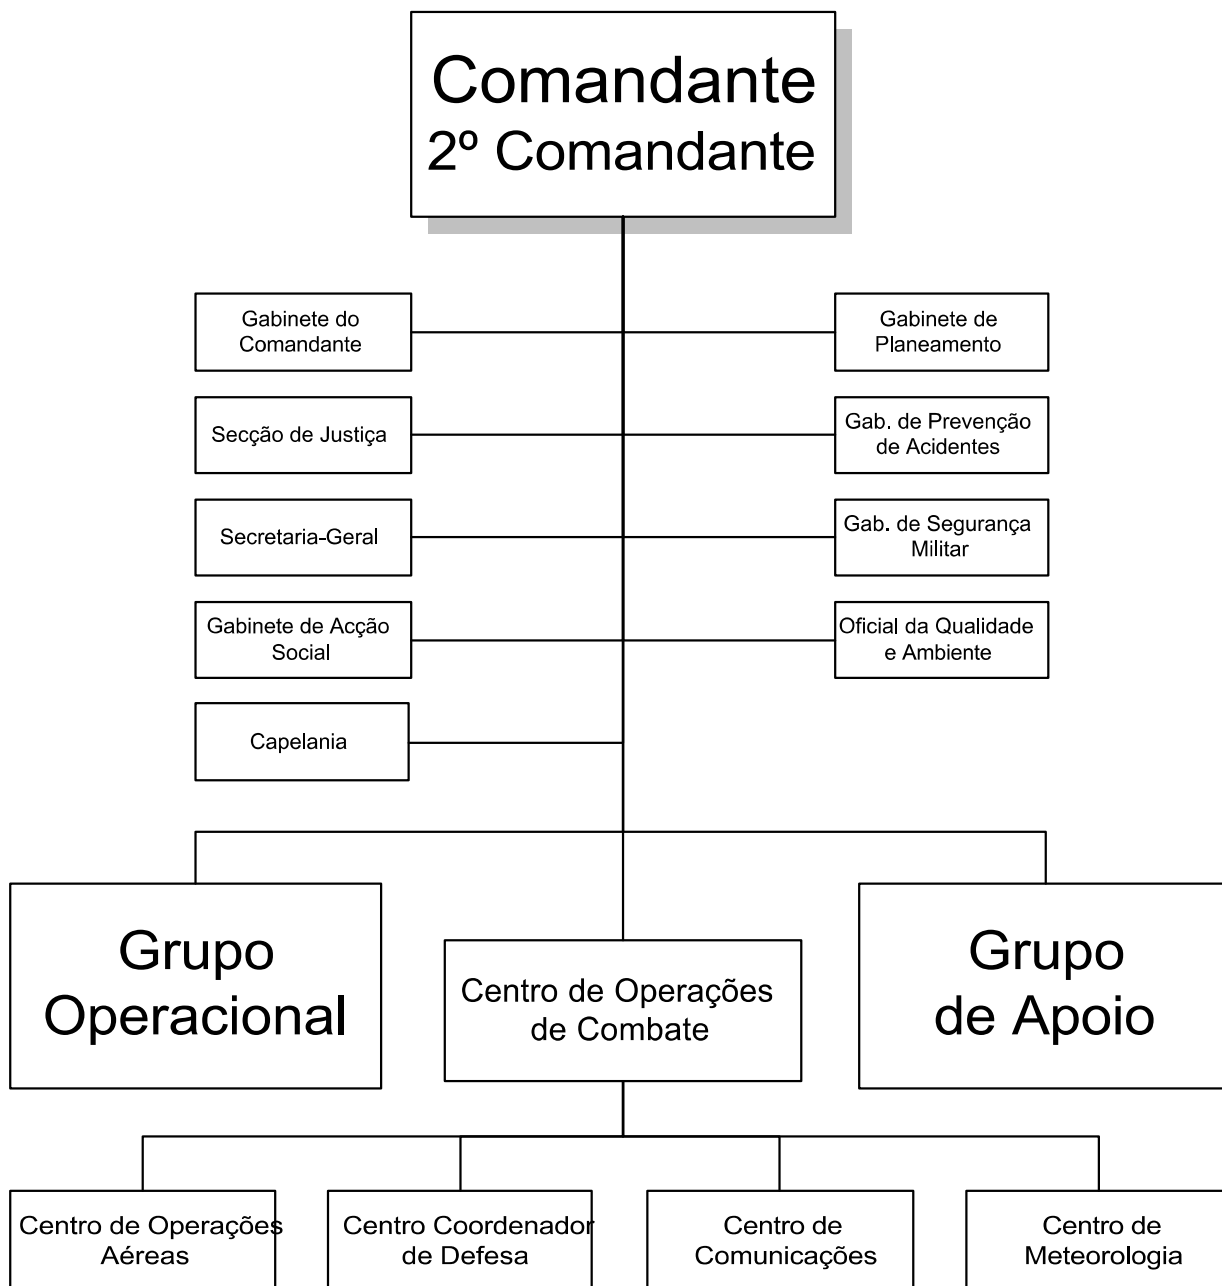 Comandante
2º Comandante
Gabinete do
Comandante
Gabinete de
Planeamento
Secção de Justiça
Gab. de Prevenção
de Acidentes
Secretaria-Geral
Gab. de Segurança
Militar
Gabinete de Acção
Social
Oficial da Qualidade
e Ambiente
Capelania
Grupo
Operacional
Centro de Operações
de Combate
Grupo
de Apoio
Centro de Operações
Aéreas
Centro Coordenador
de Defesa
Centro de
Comunicações
Centro de
Meteorologia